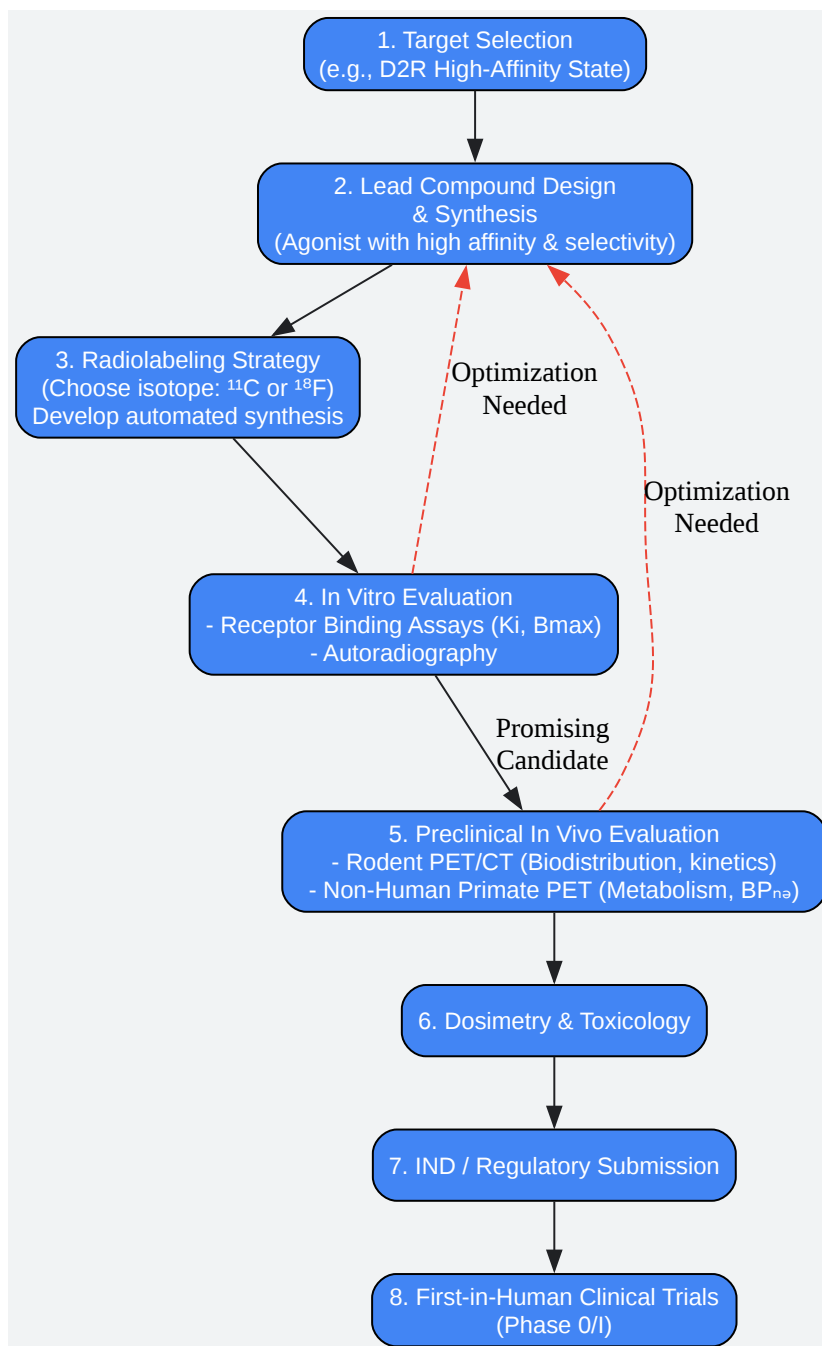 1. Target Selection
(e.g., D2R High-Affinity State)
2. Lead Compound Design
& Synthesis
(Agonist with high affinity & selectivity)
3. Radiolabeling Strategy
(Choose isotope: ¹¹C or ¹⁸F)
Develop automated synthesis
Optimization
Needed
Optimization
Needed
4. In Vitro Evaluation
- Receptor Binding Assays (Ki, Bmax)
- Autoradiography
Promising
Candidate
5. Preclinical In Vivo Evaluation
- Rodent PET/CT (Biodistribution, kinetics)
- Non-Human Primate PET (Metabolism, BPₙₔ)
6. Dosimetry & Toxicology
7. IND / Regulatory Submission
8. First-in-Human Clinical Trials
(Phase 0/I)